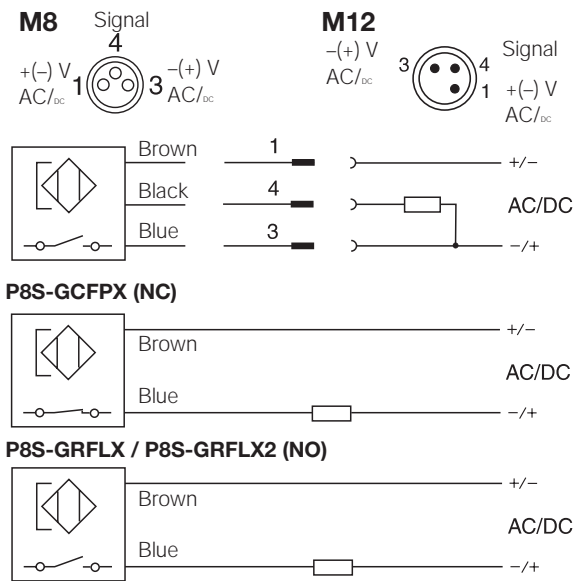 M8 Signal M12
4
−(+) V Signal
+(−) V 1 3 −(+) V AC/DC 3 4
AC/DC AC/DC 1 +(−) V
AC/DC
Brown 1 +/−
Black 4 AC/DC
Blue 3 −/+
P8S-GCFPX (NC)
+/−
Brown
AC/DC
Blue
−/+
P8S-GRFLX / P8S-GRFLX2 (NO)
+/−
Brown
AC/DC
Blue
−/+